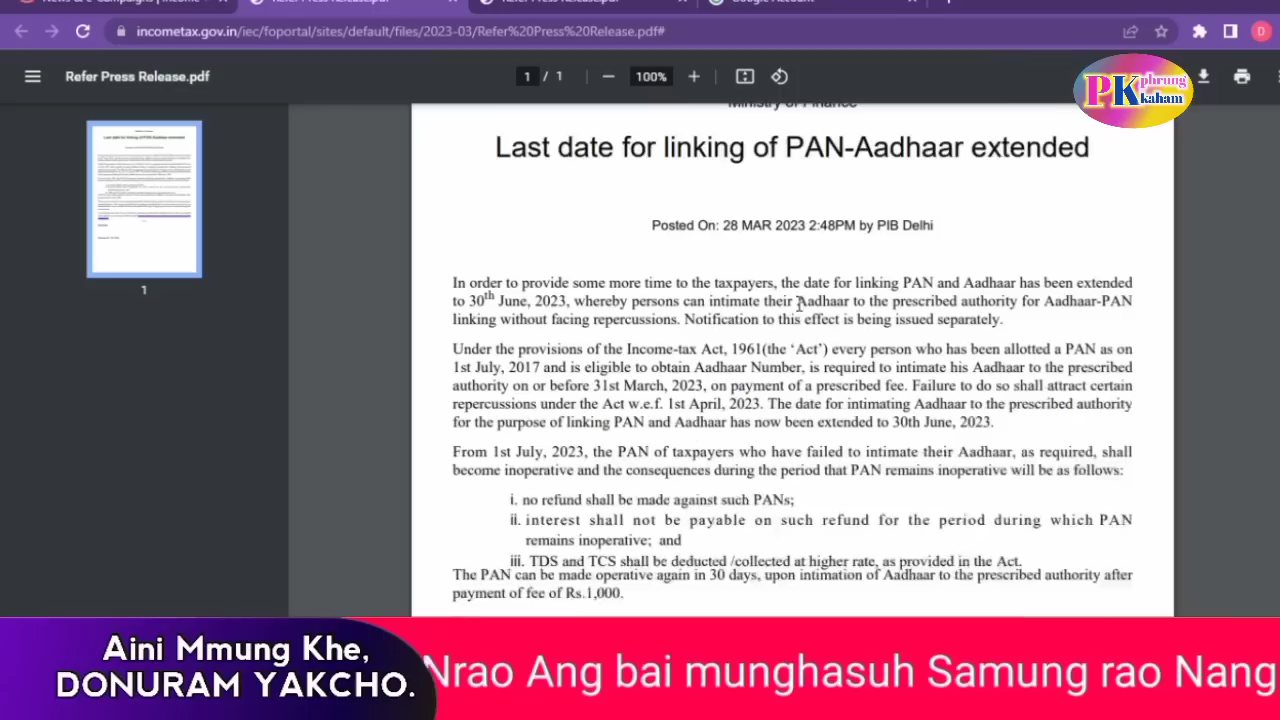 Refer Press Release.pdf
incometax.gov.in/iec/foportal/sites/default/files/2023-03/Refer%20Press%20Release.pdf#
D
Refer Press Release.pdf
1 / 1
100%
PK phrung kaham
1
Ministry of Finance
Last date for linking of PAN-Aadhaar extended
Posted On: 28 MAR 2023 2:48PM by PIB Delhi
In order to provide some more time to the taxpayers, the date for linking PAN and Aadhaar has been extended
to 30th June, 2023, whereby persons can intimate their Aadhaar to the prescribed authority for Aadhaar-PAN
linking without facing repercussions. Notification to this effect is being issued separately.
Under the provisions of the Income-tax Act, 1961(the ‘Act’) every person who has been allotted a PAN as on
1st July, 2017 and is eligible to obtain Aadhaar Number, is required to intimate his Aadhaar to the prescribed
authority on or before 31st March, 2023, on payment of a prescribed fee. Failure to do so shall attract certain
repercussions under the Act w.e.f. 1st April, 2023. The date for intimating Aadhaar to the prescribed authority
for the purpose of linking PAN and Aadhaar has now been extended to 30th June, 2023.
From 1st July, 2023, the PAN of taxpayers who have failed to intimate their Aadhaar, as required, shall
become inoperative and the consequences during the period that PAN remains inoperative will be as follows:
i. no refund shall be made against such PANs;
ii. interest shall not be payable on such refund for the period during which PAN
remains inoperative; and
iii. TDS and TCS shall be deducted /collected at higher rate, as provided in the Act.
The PAN can be made operative again in 30 days, upon intimation of Aadhaar to the prescribed authority after
payment of fee of Rs.1,000.
Aini Mmung Khe,
DONURAM YAKCHO.
Nrao Ang bai munghasuh Samung rao Nang